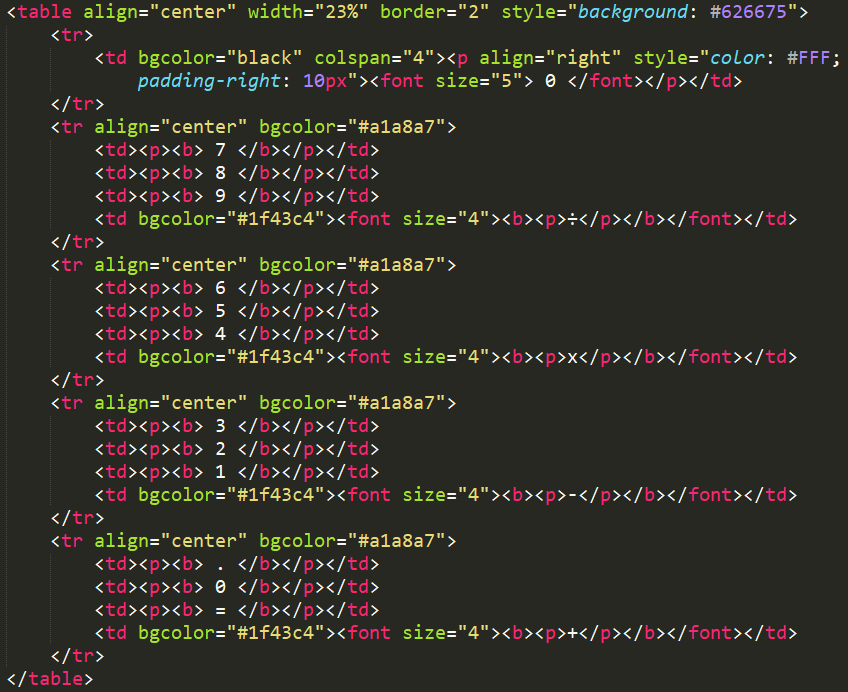 <table align="center" width="23%" border="2" style="background: #626675">
<tr>
<td bgcolor="black" colspan="4"><p align="right" style="color: #FFF;
padding-right: 10px"><font size="5"> 0 </font></p></td>
</tr>
<tr align="center" bgcolor="#a1a8a7">
<td><p><b> 7 </b></p></td>
<td><p><b> 8 </b></p></td>
<td><p><b> 9 </b></p></td>
<td bgcolor="#1f43c4"><font size="4"><b><p>÷</p></b></font></td>
</tr>
<tr align="center" bgcolor="#a1a8a7">
<td><p><b> 6 </b></p></td>
<td><p><b> 5 </b></p></td>
<td><p><b> 4 </b></p></td>
<td bgcolor="#1f43c4"><font size="4"><b><p>x</p></b></font></td>
</tr>
<tr align="center" bgcolor="#a1a8a7">
<td><p><b> 3 </b></p></td>
<td><p><b> 2 </b></p></td>
<td><p><b> 1 </b></p></td>
<td bgcolor="#1f43c4"><font size="4"><b><p>-</p></b></font></td>
</tr>
<tr align="center" bgcolor="#a1a8a7">
<td><p><b> . </b></p></td>
<td><p><b> 0 </b></p></td>
<td><p><b> = </b></p></td>
<td bgcolor="#1f43c4"><font size="4"><b><p>+</p></b></font></td>
</tr>
</table>